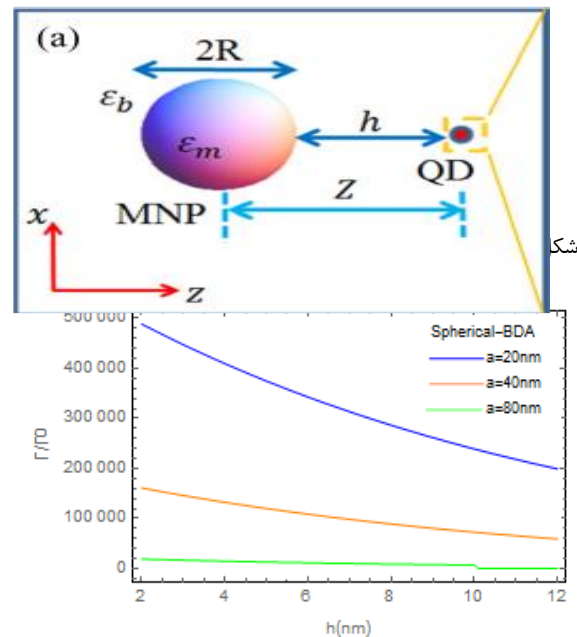 (a)
2R
ε_b
ε_m
h
QD
MNP
Z
x
z
شکل
500 000
400 000
300 000
200 000
100 000
0
Γ/Γ0
Spherical–BDA
a=20nm
a=40nm
a=80nm
2 4 6 8 10 12
h(nm)